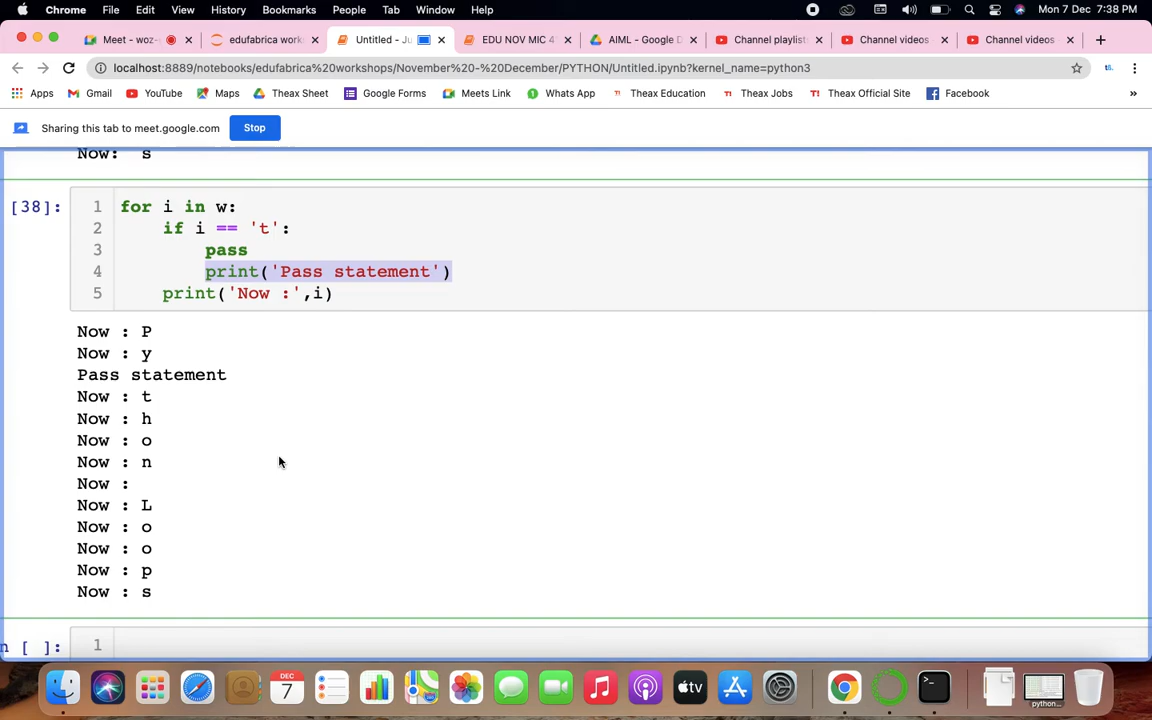 Chrome File Edit View History Bookmarks People Tab Window Help Mon 7 Dec 7:38 PM
Meet - woz- edufabrica work Untitled - Ju EDU NOV MIC 4 AIML - Google D Channel playlist Channel videos Channel videos
localhost:8889/notebooks/edufabrica%20workshops/November%20-%20December/PYTHON/Untitled.ipynb?kernel_name=python3
Apps Gmail YouTube Maps Theax Sheet Google Forms Meets Link Whats App Theax Education Theax Jobs Theax Official Site Facebook »
Sharing this tab to meet.google.com Stop
Now: s
[38]: 1 for i in w:
2 if i == 't':
3 pass
4 print('Pass statement')
5 print('Now :',i)
Now : P
Now : y
Pass statement
Now : t
Now : h
Now : o
Now : n
Now :
Now : L
Now : o
Now : o
Now : p
Now : s
n [ ]: 1
DEC
7
tv
python...